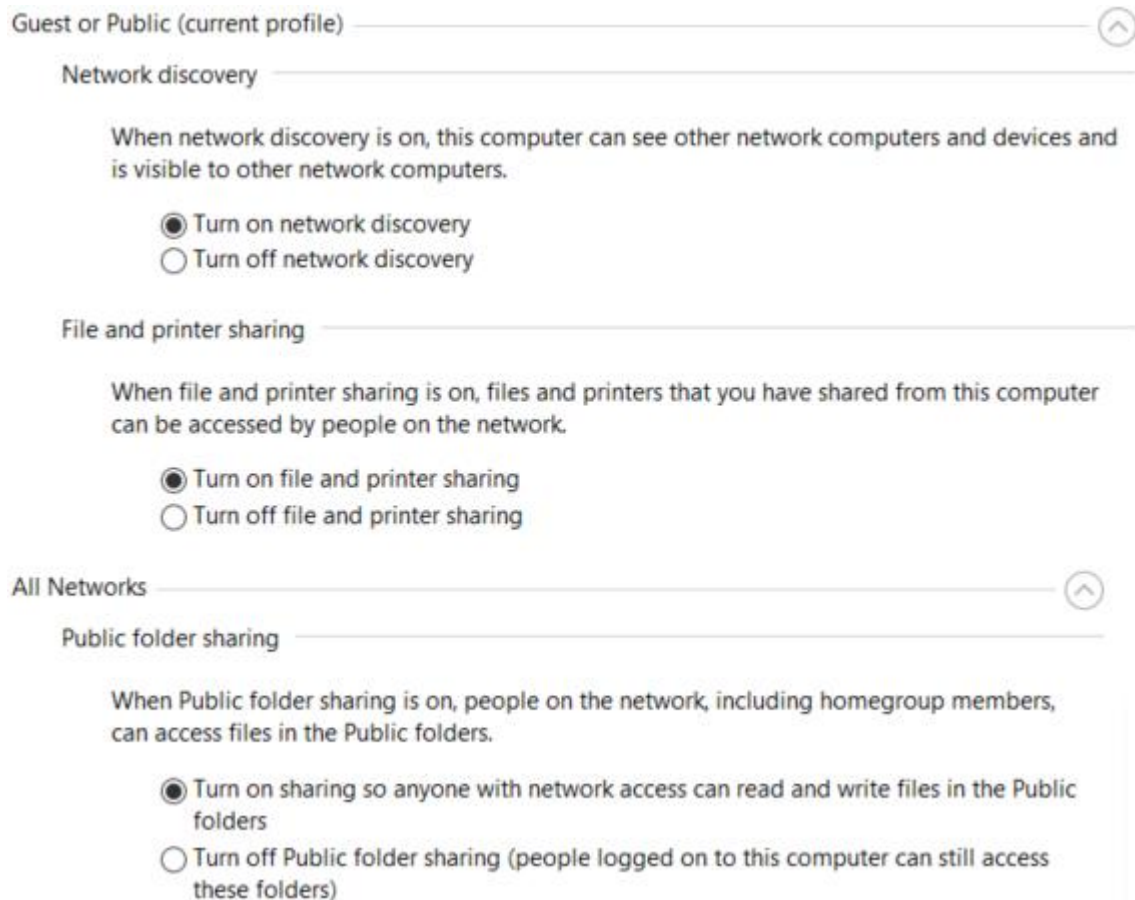 Guest or Public (current profile)
Network discovery
When network discovery is on, this computer can see other network computers and devices and
is visible to other network computers.
Turn on network discovery
Turn off network discovery
File and printer sharing
When file and printer sharing is on, files and printers that you have shared from this computer
can be accessed by people on the network.
Turn on file and printer sharing
Turn off file and printer sharing
All Networks
Public folder sharing
When Public folder sharing is on, people on the network, including homegroup members,
can access files in the Public folders.
Turn on sharing so anyone with network access can read and write files in the Public
folders
Turn off Public folder sharing (people logged on to this computer can still access
these folders)